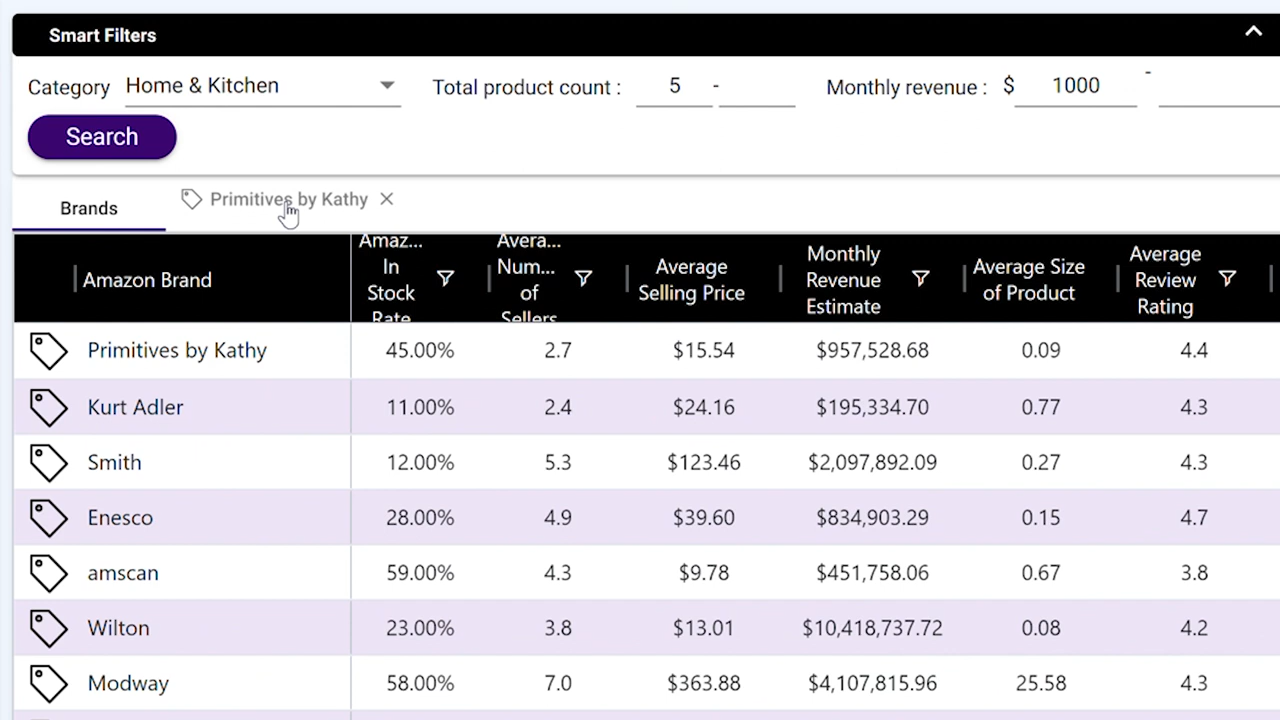 Smart Filters
Category Home & Kitchen Total product count : 5 - Monthly revenue : $ 1000 -
Search
Brands Primitives by Kathy ×
Amazon Brand Amaz... In Stock Rate Avera... Num... of Sellers Average Selling Price Monthly Revenue Estimate Average Size of Product Average Review Rating
Primitives by Kathy 45.00% 2.7 $15.54 $957,528.68 0.09 4.4
Kurt Adler 11.00% 2.4 $24.16 $195,334.70 0.77 4.3
Smith 12.00% 5.3 $123.46 $2,097,892.09 0.27 4.3
Enesco 28.00% 4.9 $39.60 $834,903.29 0.15 4.7
amscan 59.00% 4.3 $9.78 $451,758.06 0.67 3.8
Wilton 23.00% 3.8 $13.01 $10,418,737.72 0.08 4.2
Modway 58.00% 7.0 $363.88 $4,107,815.96 25.58 4.3